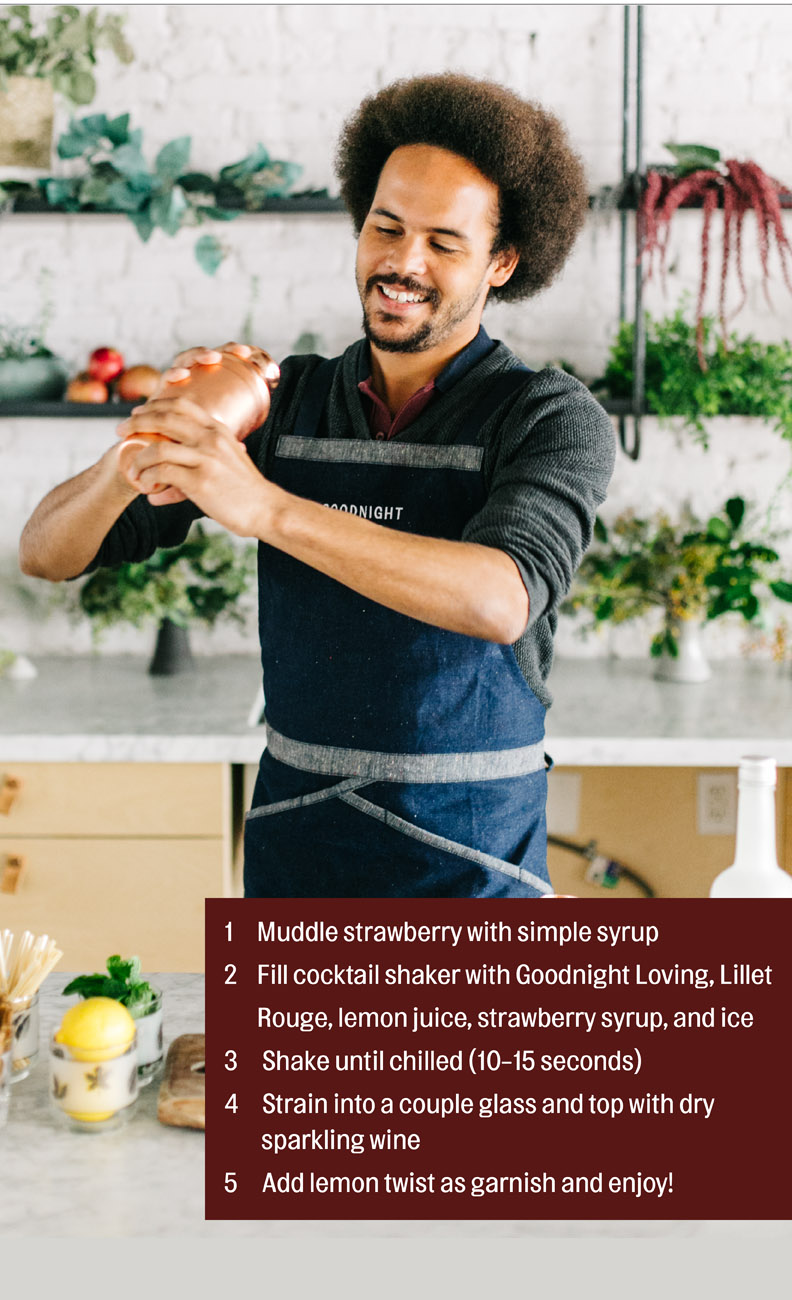 GOODNIGHT
1 Muddle strawberry with simple syrup
2 Fill cocktail shaker with Goodnight Loving, Lillet
Rouge, lemon juice, strawberry syrup, and ice
3 Shake until chilled (10–15 seconds)
4 Strain into a couple glass and top with dry
sparkling wine
5 Add lemon twist as garnish and enjoy!